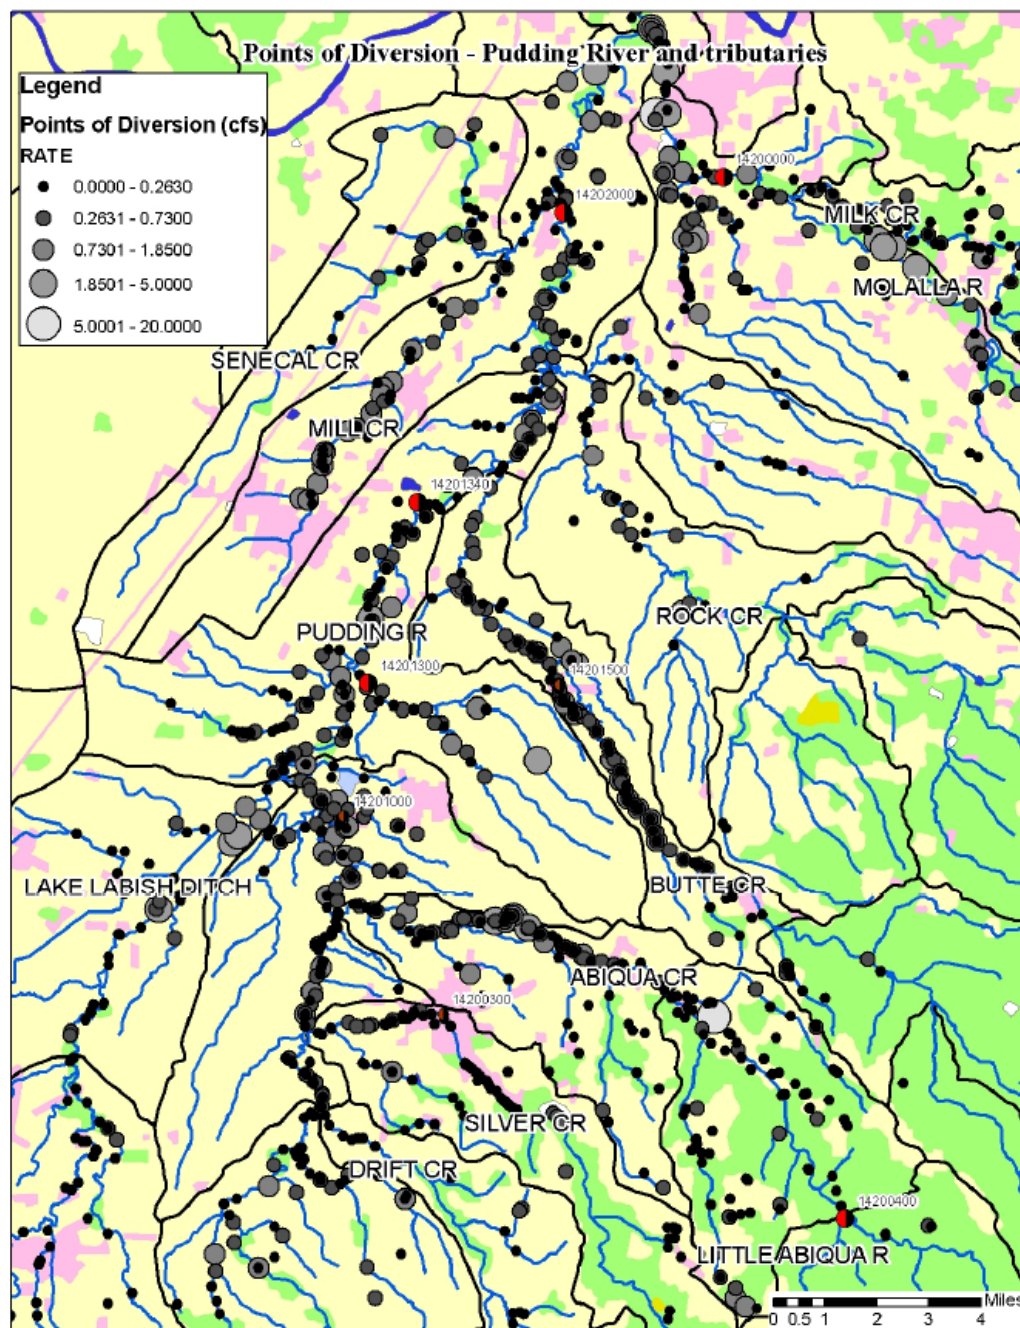 Points of Diversion - Pudding River and tributaries
Legend
Points of Diversion (cfs)
RATE
0.0000 - 0.2630
0.2631 - 0.7300
0.7301 - 1.8500
1.8501 - 5.0000
5.0001 - 20.0000
14200000
14202000
MILK CR
MOLALLA R
SENECAL CR
MILL CR
14201340
ROCK CR
PUDDING R
14201300
14201500
14201000
LAKE LABISH DITCH
BUTTE CR
ABIQUA CR
14200300
SILVER CR
DRIFT CR
14200400
LITTLE ABIQUA R
Miles
0 0.5 1 2 3 4